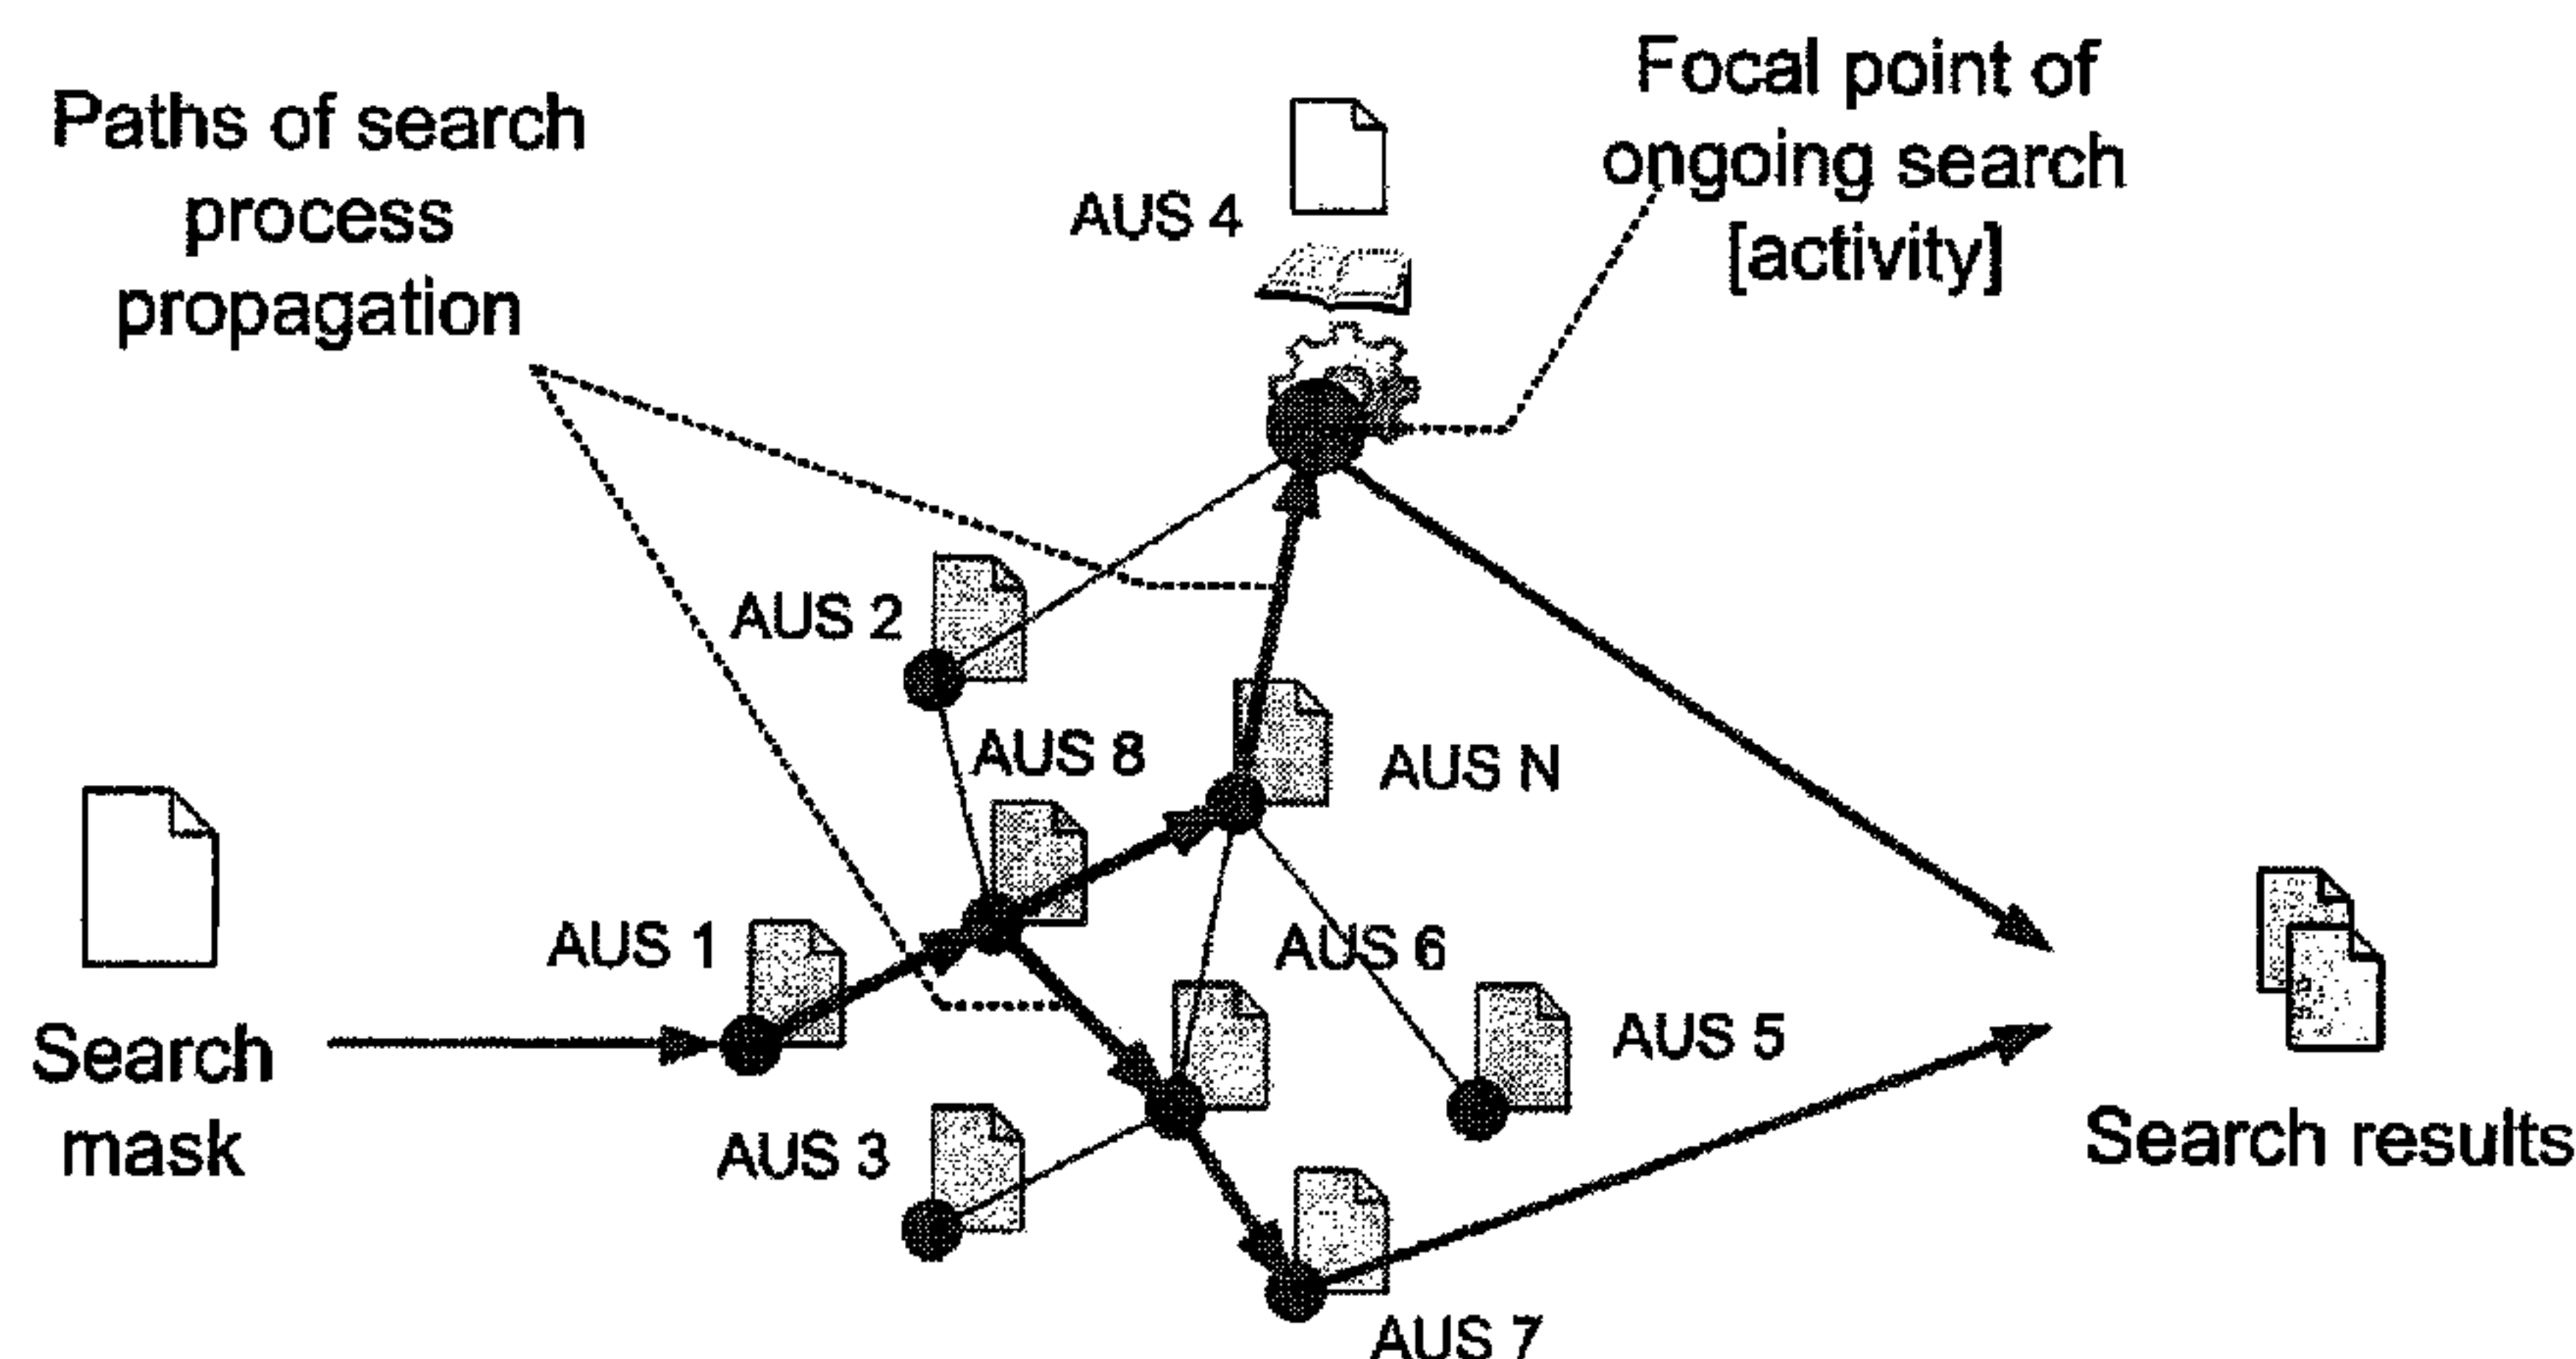 Paths of search
process
propagation
Focal point of
ongoing search
[activity]
AUS 4
AUS 2
AUS 8
AUS N
AUS 1
AUS 6
AUS 5
AUS 3
AUS 7
Search
mask
Search results